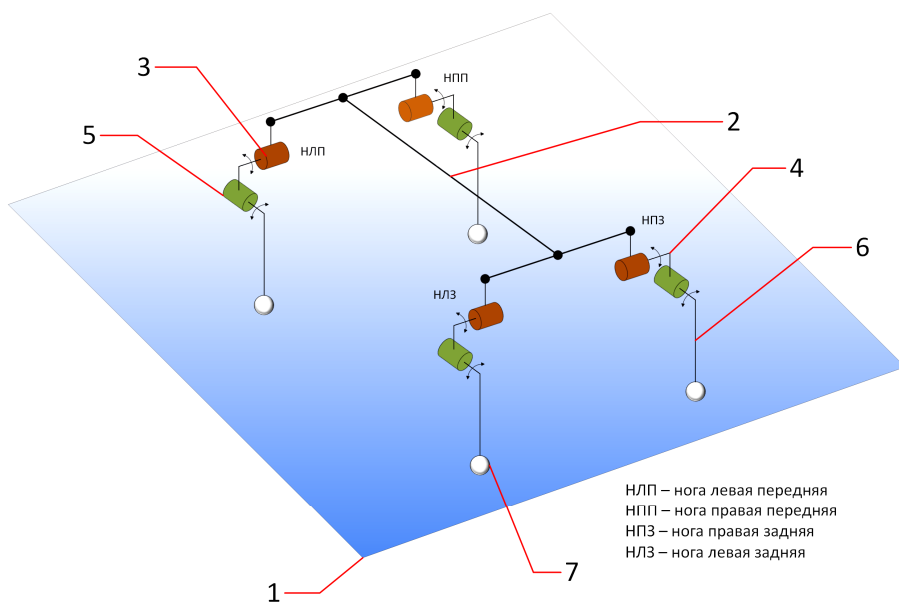 3
НПП
2
5
НЛП
4
НПЗ
6
НЛЗ
НЛП – нога левая передняя
НПП – нога правая передняя
НПЗ – нога правая задняя
НЛЗ – нога левая задняя
7
1